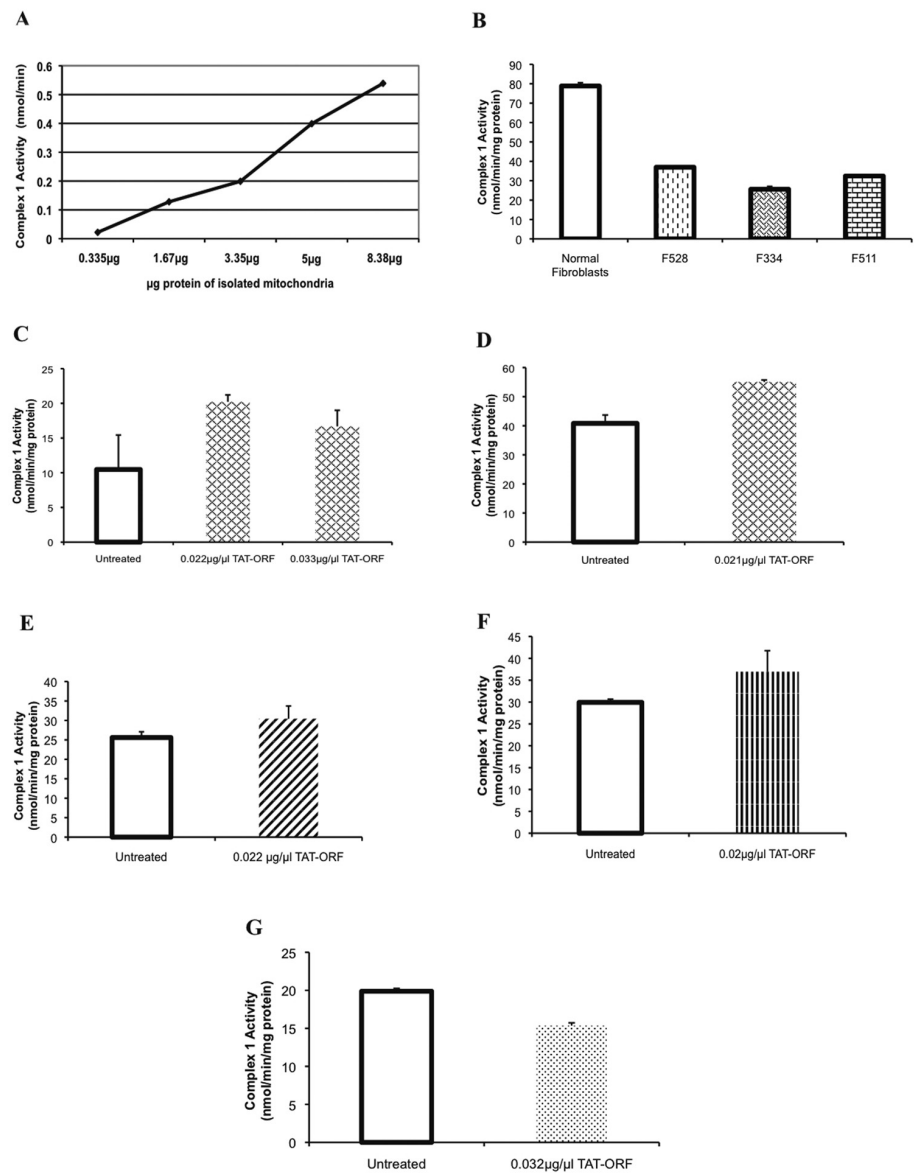 A
Complex 1 Activity (nmol/min)
0.6
0.5
0.4
0.3
0.2
0.1
0
0.335µg 1.67µg 3.35µg 5µg 8.38µg
µg protein of isolated mitochondria
B
Complex 1 Activity
(nmol/min/mg protein)
90
80
70
60
50
40
30
20
10
0
Normal
Fibroblasts
F528
F334
F511
C
Complex 1 Activity
(nmol/min/mg protein)
25
20
15
10
5
0
Untreated
0.022µg/µl TAT-ORF
0.033µg/µl TAT-ORF
D
Complex 1 Activity
(nmol/min/mg protein)
60
50
40
30
20
10
0
Untreated
0.021µg/µl TAT-ORF
E
Complex 1 Activity
(nmol/min/mg protein)
40
35
30
25
20
15
10
5
0
Untreated
0.022 µg/µl TAT-ORF
F
Complex 1 Activity
(nmol/min/mg protein)
45
40
35
30
25
20
15
10
5
0
Untreated
0.02µg/µl TAT-ORF
G
Complex 1 Activity
(nmol/min/mg protein)
25
20
15
10
5
0
Untreated
0.032µg/µl TAT-ORF